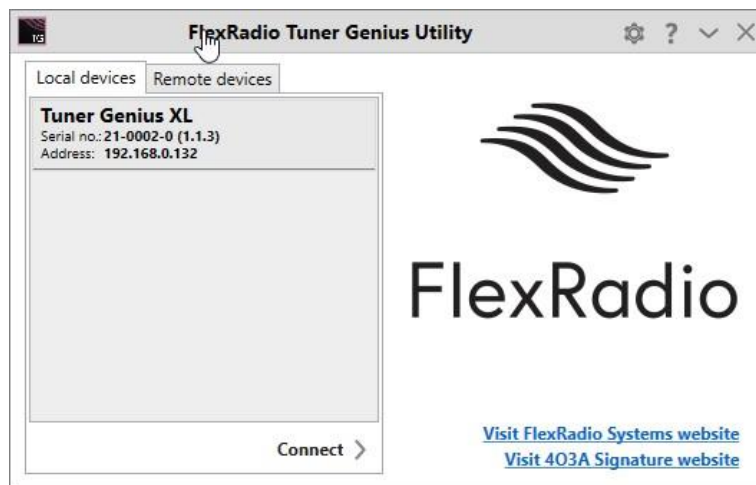 TG
FlexRadio Tuner Genius Utility
?
Local devices
Remote devices
Tuner Genius XL
Serial no.: 21-0002-0 (1.1.3)
Address: 192.168.0.132
Connect
FlexRadio
Visit FlexRadio Systems website
Visit 4O3A Signature website